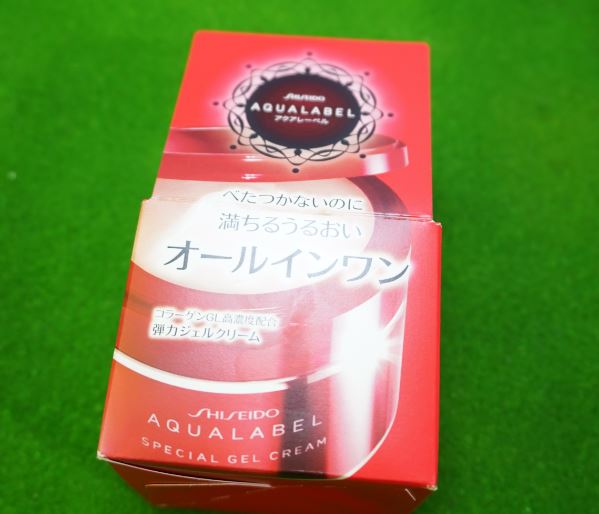 SHISEIDO
AQUALABEL
アクアレーベル
べたつかないのに
満ちるうるおい
オールインワン
コラーゲンGL高濃度配合
弾力ジェルクリーム
SHISEIDO
AQUALABEL
SPECIAL GEL CREAM